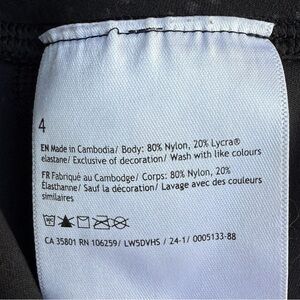 4
EN Made in Cambodia/ Body: 80% Nylon, 20% Lycra®
elastane/ Exclusive of decoration/ Wash with like colours
FR Fabriqué au Cambodge/ Corps: 80% Nylon, 20%
Élasthanne/ Sauf la décoration/ Lavage avec des couleurs
similaires
CA 35801 RN 106259/ LW5DVHS / 24-1/ 0005133-88